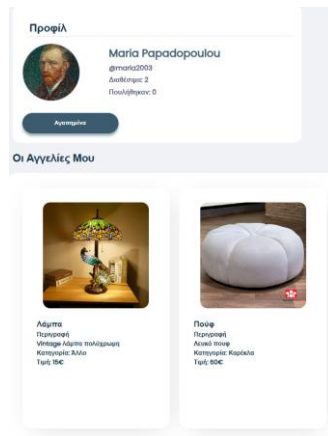 Προφίλ
Maria Papadopoulou
@maria2003
Διαθέσιμα: 2
Πουλήθηκαν: 0
Αγαπημένα
Οι Αγγελίες Μου
Λάμπα
Περιγραφή
Vintage λάμπα πολύχρωμη
Κατηγορία: Άλλο
Τιμή: 15€
Πούφ
Περιγραφή
Λευκό πουφ
Κατηγορία: Καρέκλα
Τιμή: 60€